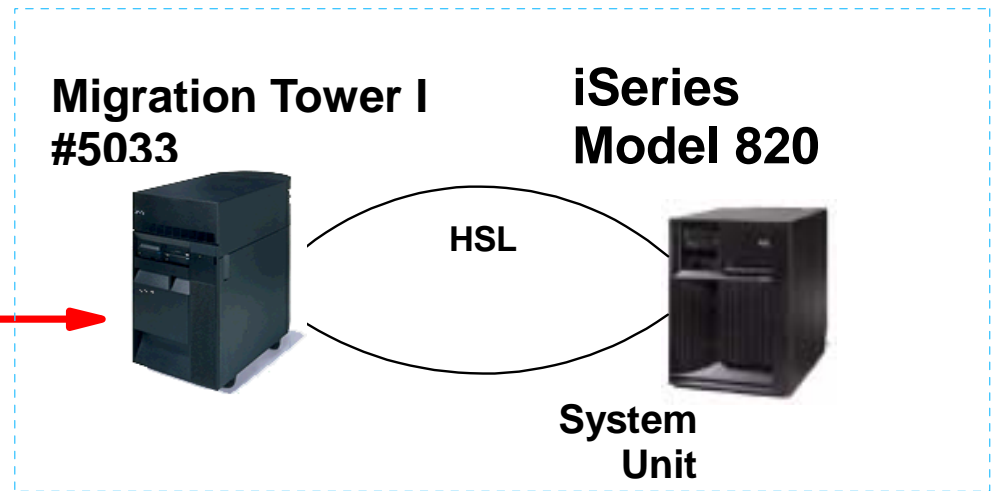 Migration Tower I
#5033
iSeries
Model 820
HSL
System
Unit